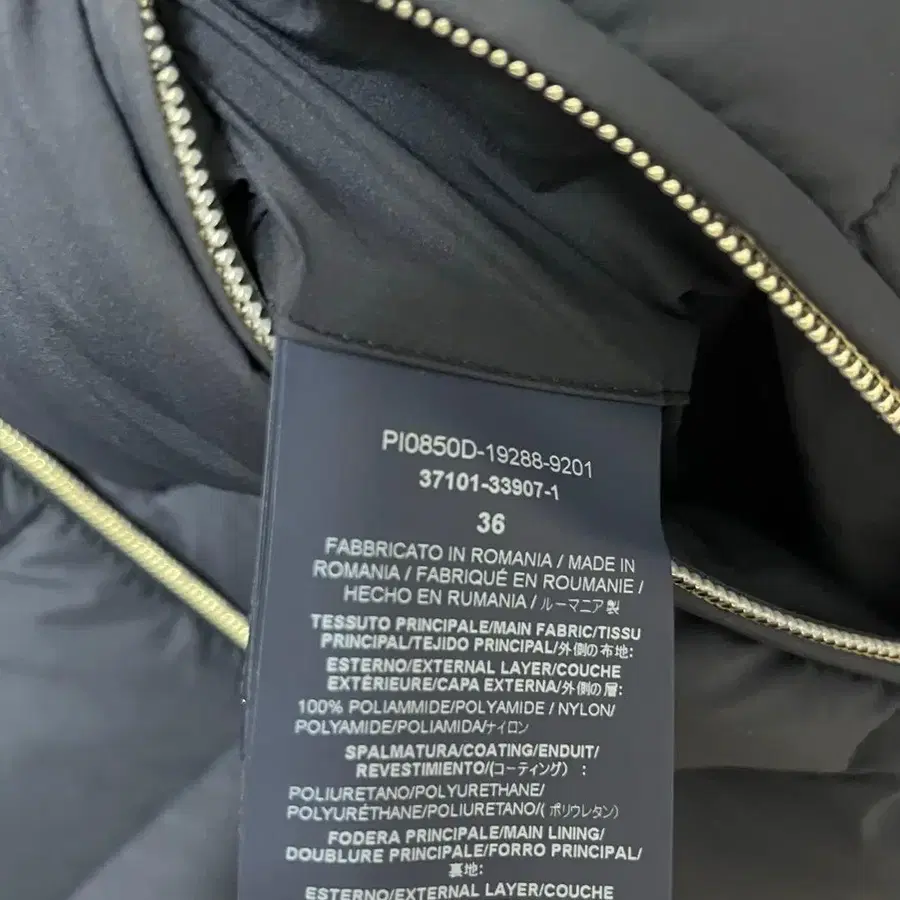 PI0850D-19288-9201
37101-33907-1
36
FABBRICATO IN ROMANIA / MADE IN
ROMANIA / FABRIQUÉ EN ROUMANIE /
HECHO EN RUMANIA / ルーマニア製
TESSUTO PRINCIPALE/MAIN FABRIC/TISSU
PRINCIPAL/TEJIDO PRINCIPAL/外側の布地:
ESTERNO/EXTERNAL LAYER/COUCHE
EXTÉRIEURE/CAPA EXTERNA/外側の層:
100% POLIAMMIDE/POLYAMIDE / NYLON/
POLYAMIDE/POLIAMIDA/ナイロン
SPALMATURA/COATING/ENDUIT/
REVESTIMIENTO/(コーティング) :
POLIURETANO/POLYURETHANE/
POLYURÉTHANE/POLIURETANO/( ポリウレタン)
FODERA PRINCIPALE/MAIN LINING/
DOUBLURE PRINCIPALE/FORRO PRINCIPAL/
裏地:
ESTERNO/EXTERNAL LAYER/COUCHE